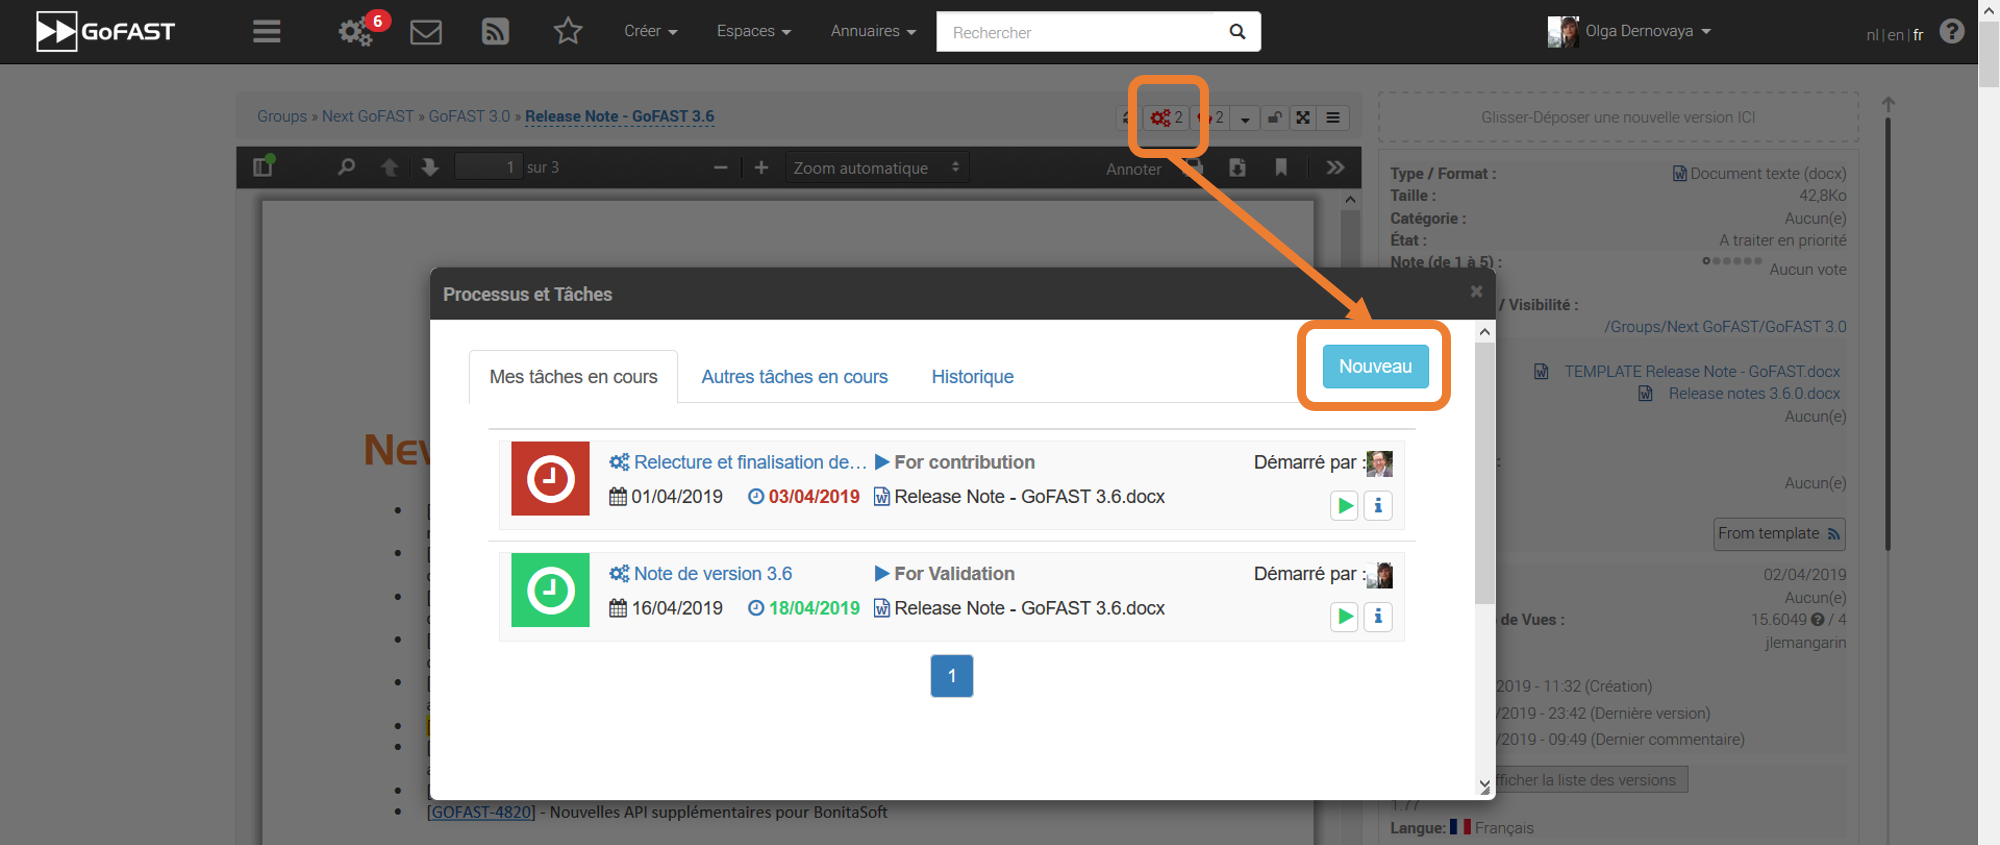 GoFAST
6
Créer
Espaces
Annuaires
Rechercher
Olga Dernovaya
nl | en | fr
?
Groups » Next GoFAST » GoFAST 3.0 » Release Note - GoFAST 3.6
2
2
Glisser-Déposer une nouvelle version ICI
1 sur 3
Zoom automatique
Annoter
Type / Format : Document texte (docx)
Taille : 42,8Ko
Catégorie : Aucun(e)
État : A traiter en priorité
Note (de 1 à 5) : Aucun vote
/ Visibilité :
/Groups/Next GoFAST/GoFAST 3.0
TEMPLATE Release Note - GoFAST.docx
Release notes 3.6.0.docx
Aucun(e)
:
Aucun(e)
From template
02/04/2019
Aucun(e)
de Vues : 15.6049 / 4
jlemangarin
2019 - 11:32 (Création)
/2019 - 23:42 (Dernière version)
/2019 - 09:49 (Dernier commentaire)
fficher la liste des versions
1.77
Langue: Français
Processus et Tâches
×
Mes tâches en cours
Autres tâches en cours
Historique
Nouveau
Relecture et finalisation de…
For contribution
Démarré par :
01/04/2019
03/04/2019
Release Note - GoFAST 3.6.docx
Note de version 3.6
For Validation
Démarré par :
16/04/2019
18/04/2019
Release Note - GoFAST 3.6.docx
1
New
[GOFAST-4820] - Nouvelles API supplémentaires pour BonitaSoft